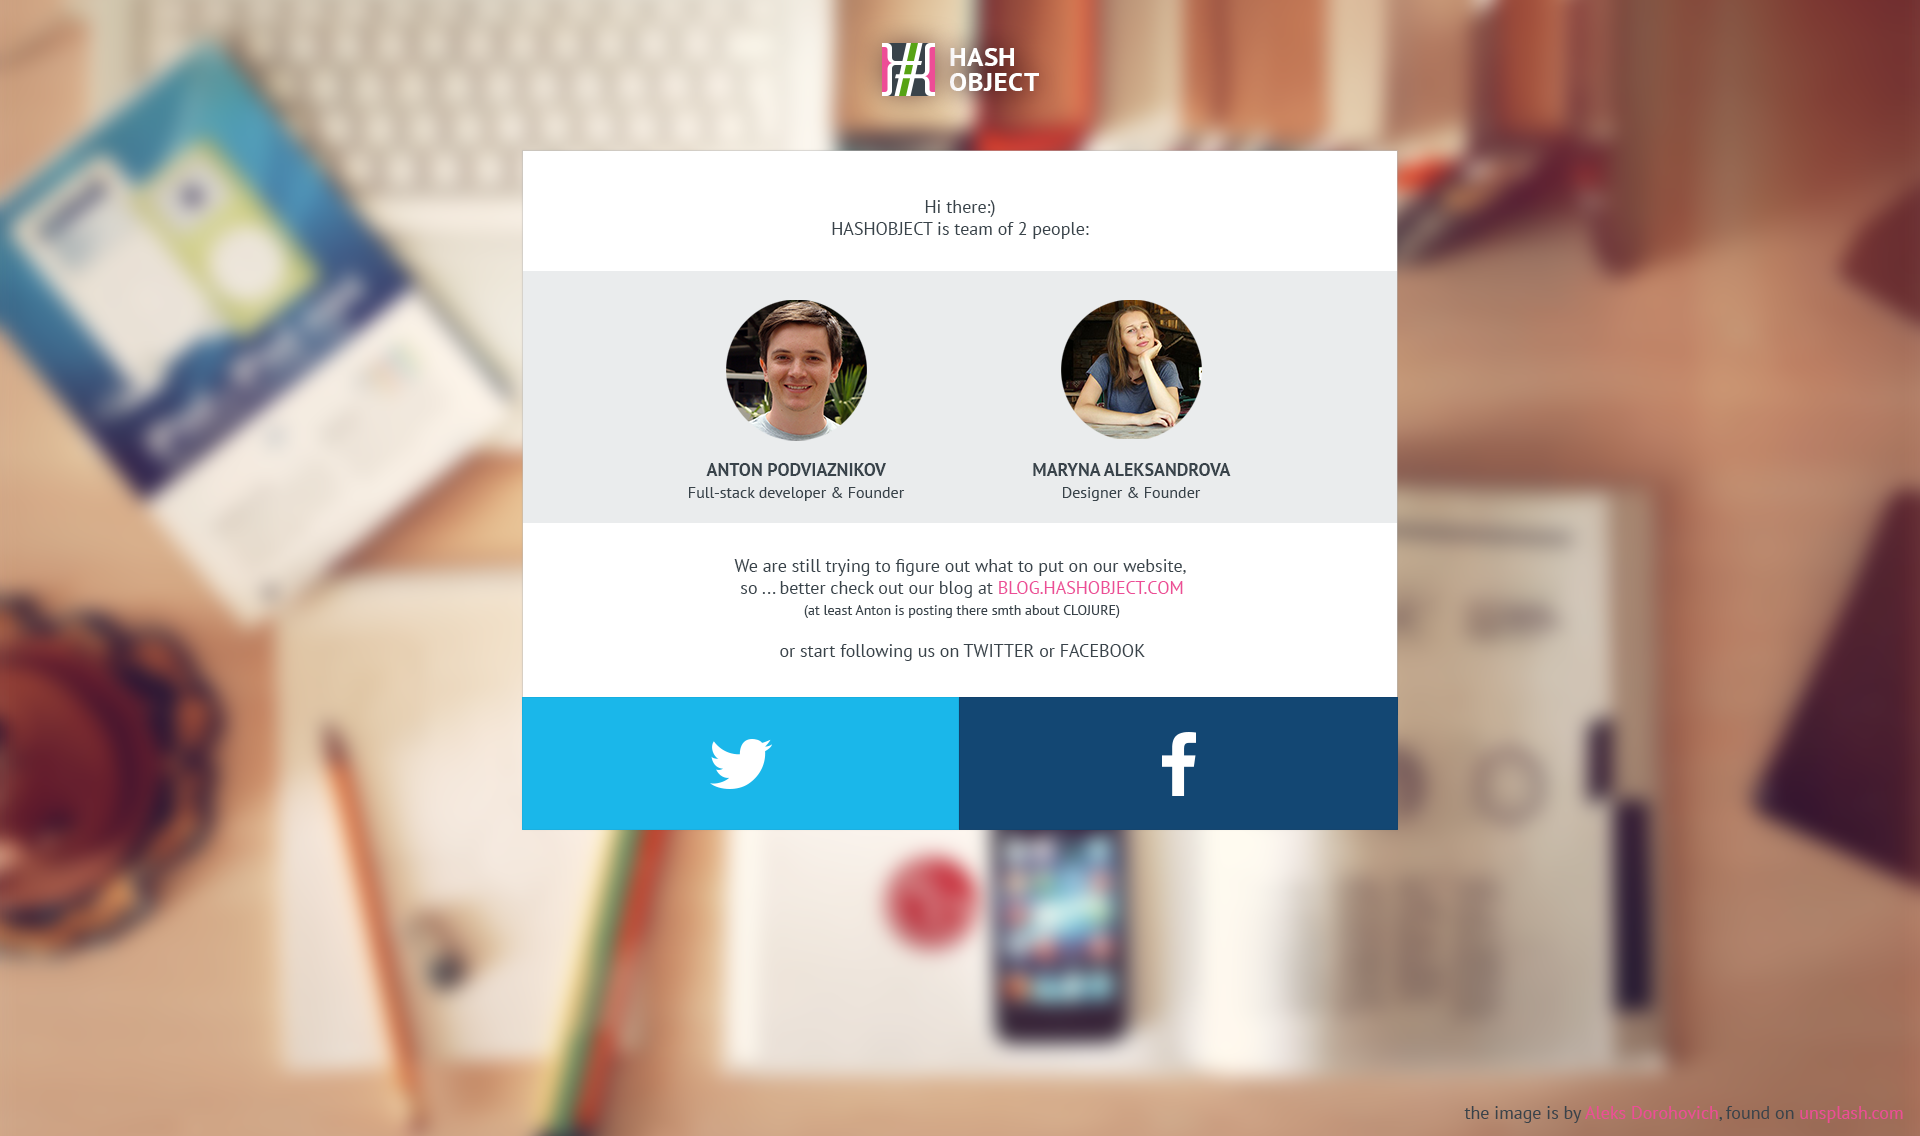 HASH
OBJECT
Hi there:)
HASHOBJECT is team of 2 people:
ANTON PODVIAZNIKOV
Full-stack developer & Founder
MARYNA ALEKSANDROVA
Designer & Founder
We are still trying to figure out what to put on our website,
so ... better check out our blog at BLOG.HASHOBJECT.COM
(at least Anton is posting there smth about CLOJURE)
or start following us on TWITTER or FACEBOOK
the image is by Aleks Dorohovich, found on unsplash.com